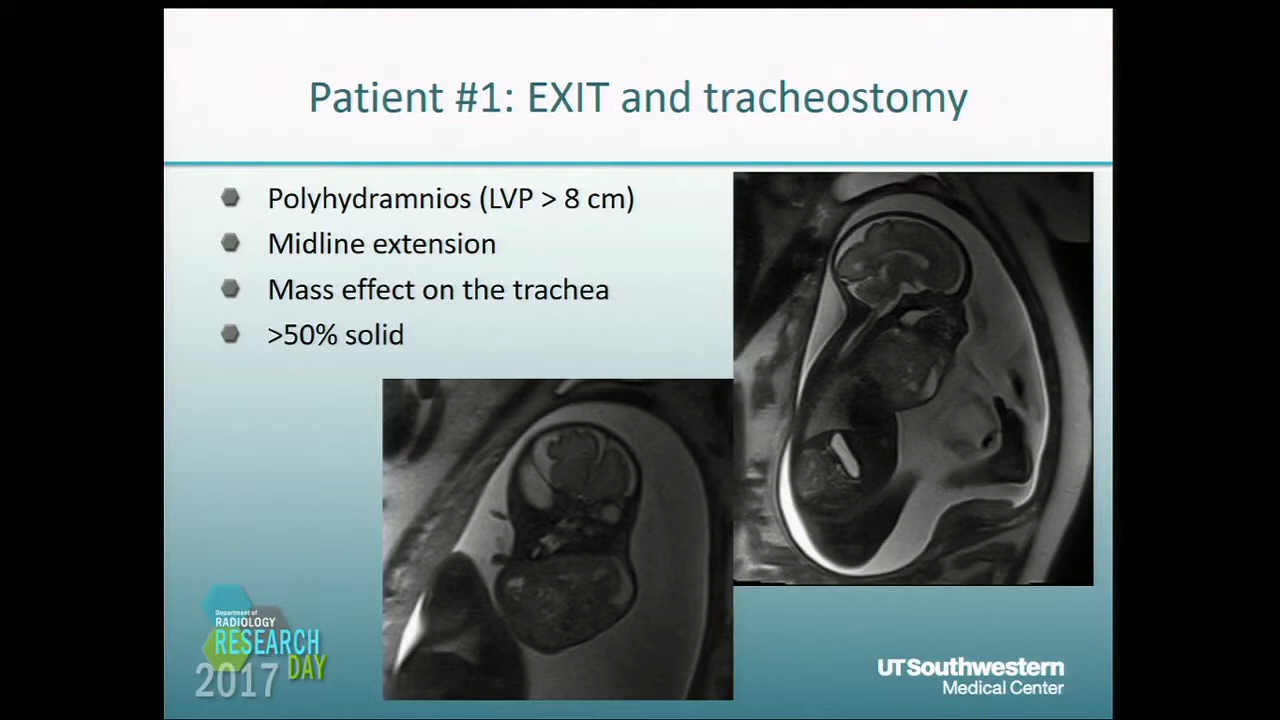 Patient #1: EXIT and tracheostomy
Polyhydramnios (LVP > 8 cm)
Midline extension
Mass effect on the trachea
>50% solid
Department of
RADIOLOGY
RESEARCH
DAY
2017
UT Southwestern
Medical Center